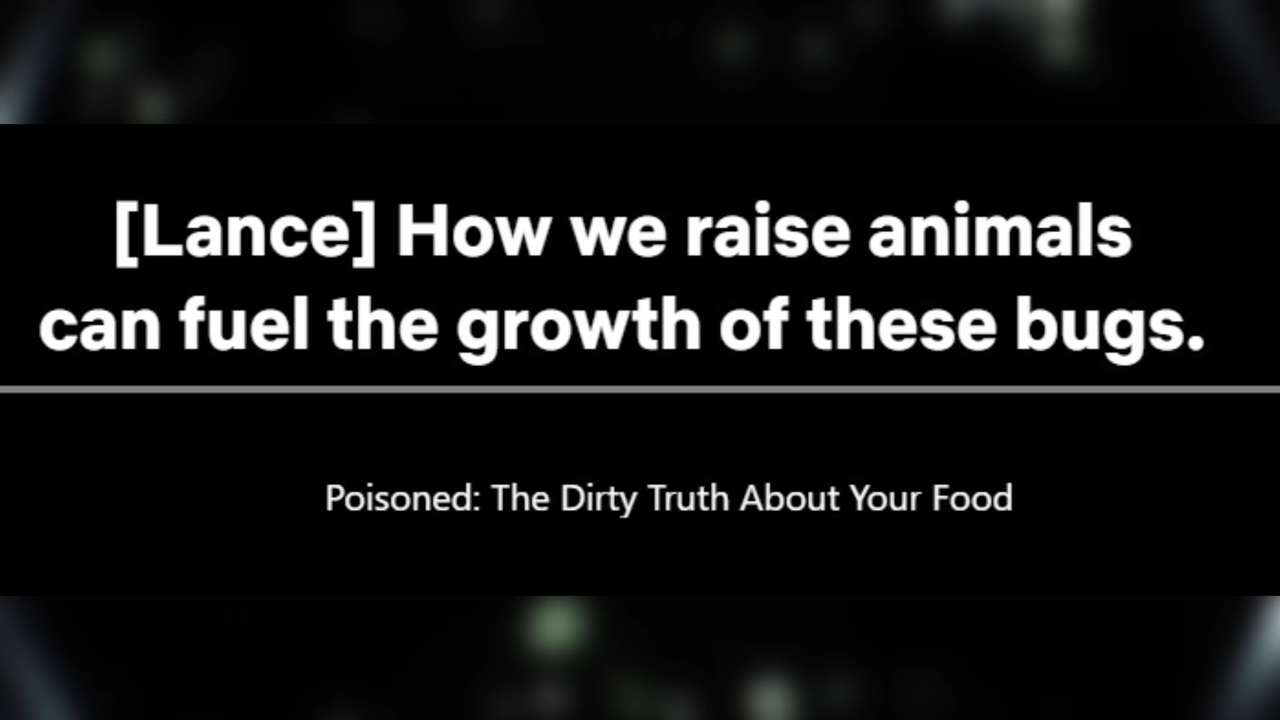 [Lance] How we raise animals
can fuel the growth of these bugs.
Poisoned: The Dirty Truth About Your Food